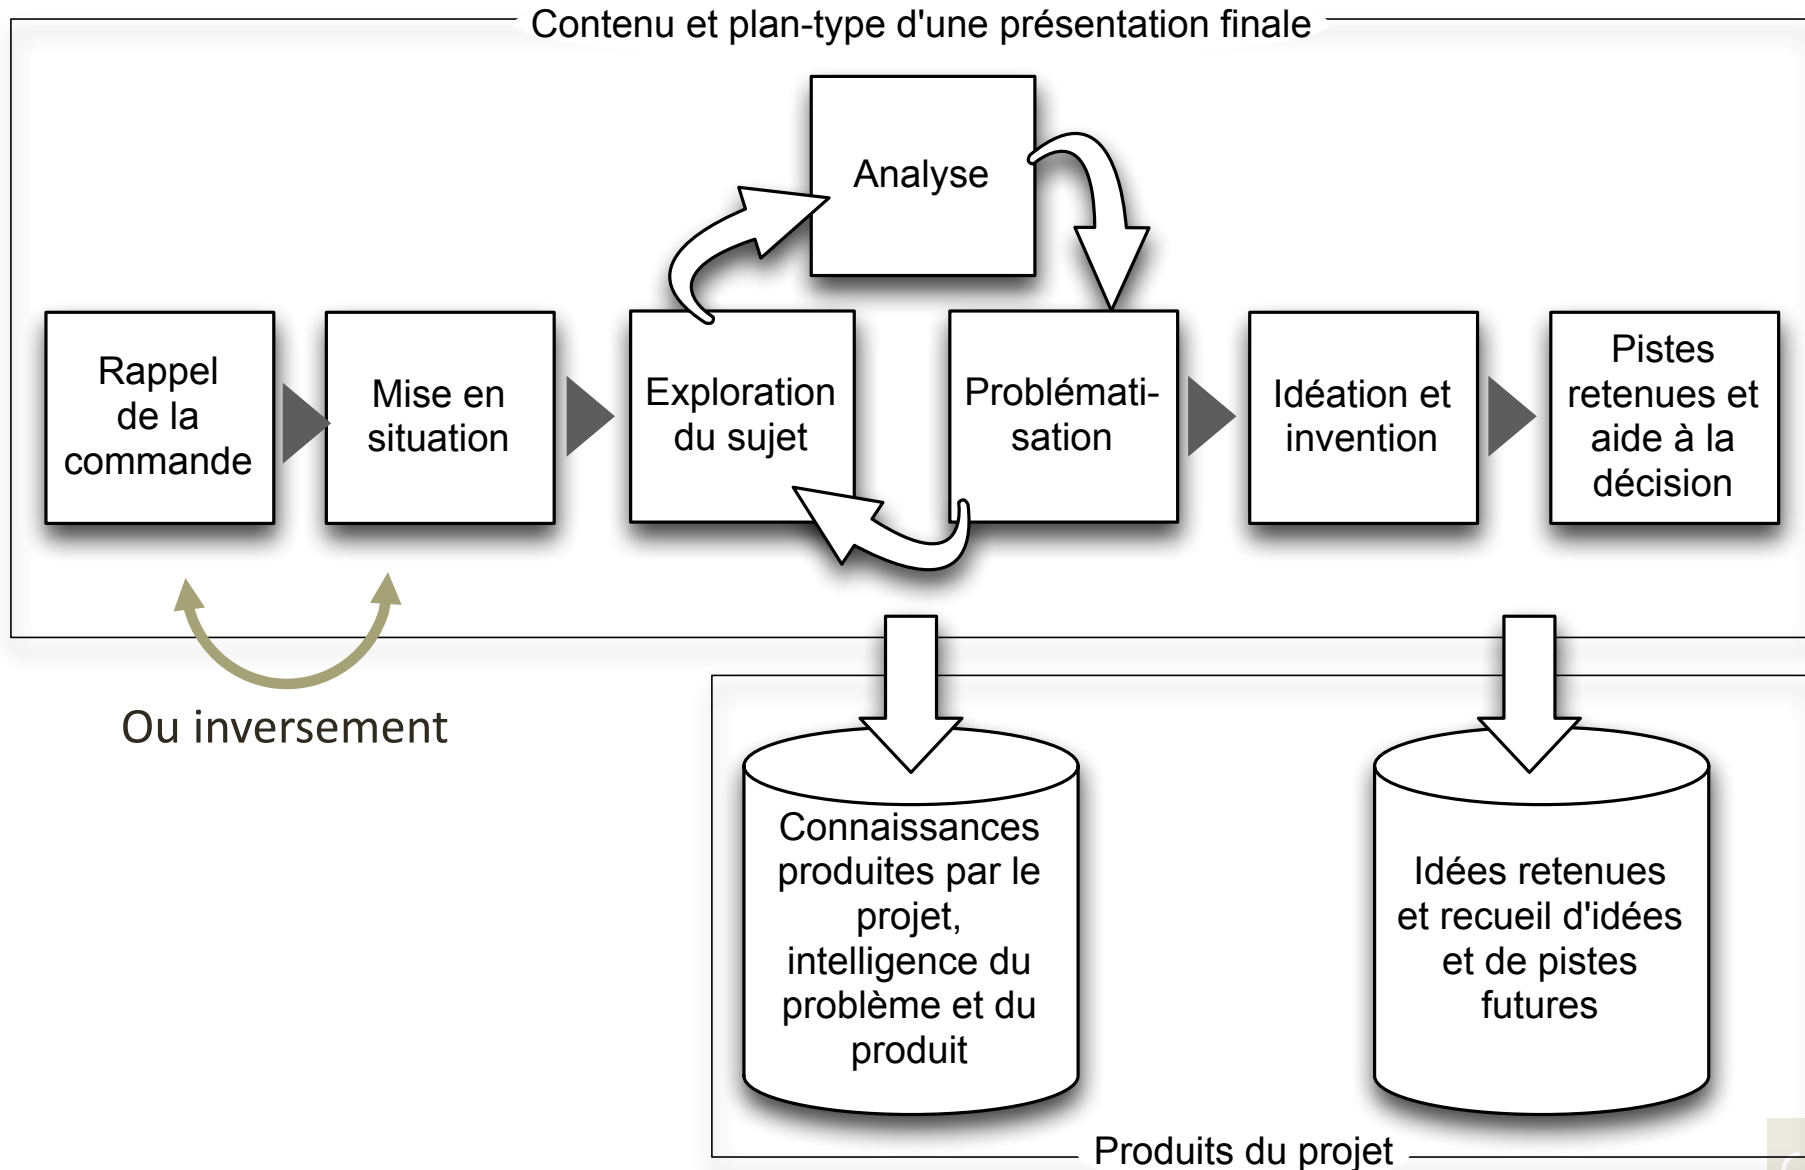 Contenu et plan-type d'une présentation finale
Analyse
Rappel
de la
commande
Mise en
situation
Exploration
du sujet
Problémati-
sation
Idéation et
invention
Pistes
retenues et
aide à la
décision
Ou inversement
Connaissances
produites par le
projet,
intelligence du
problème et du
produit
Idées retenues
et recueil d'idées
et de pistes
futures
Produits du projet